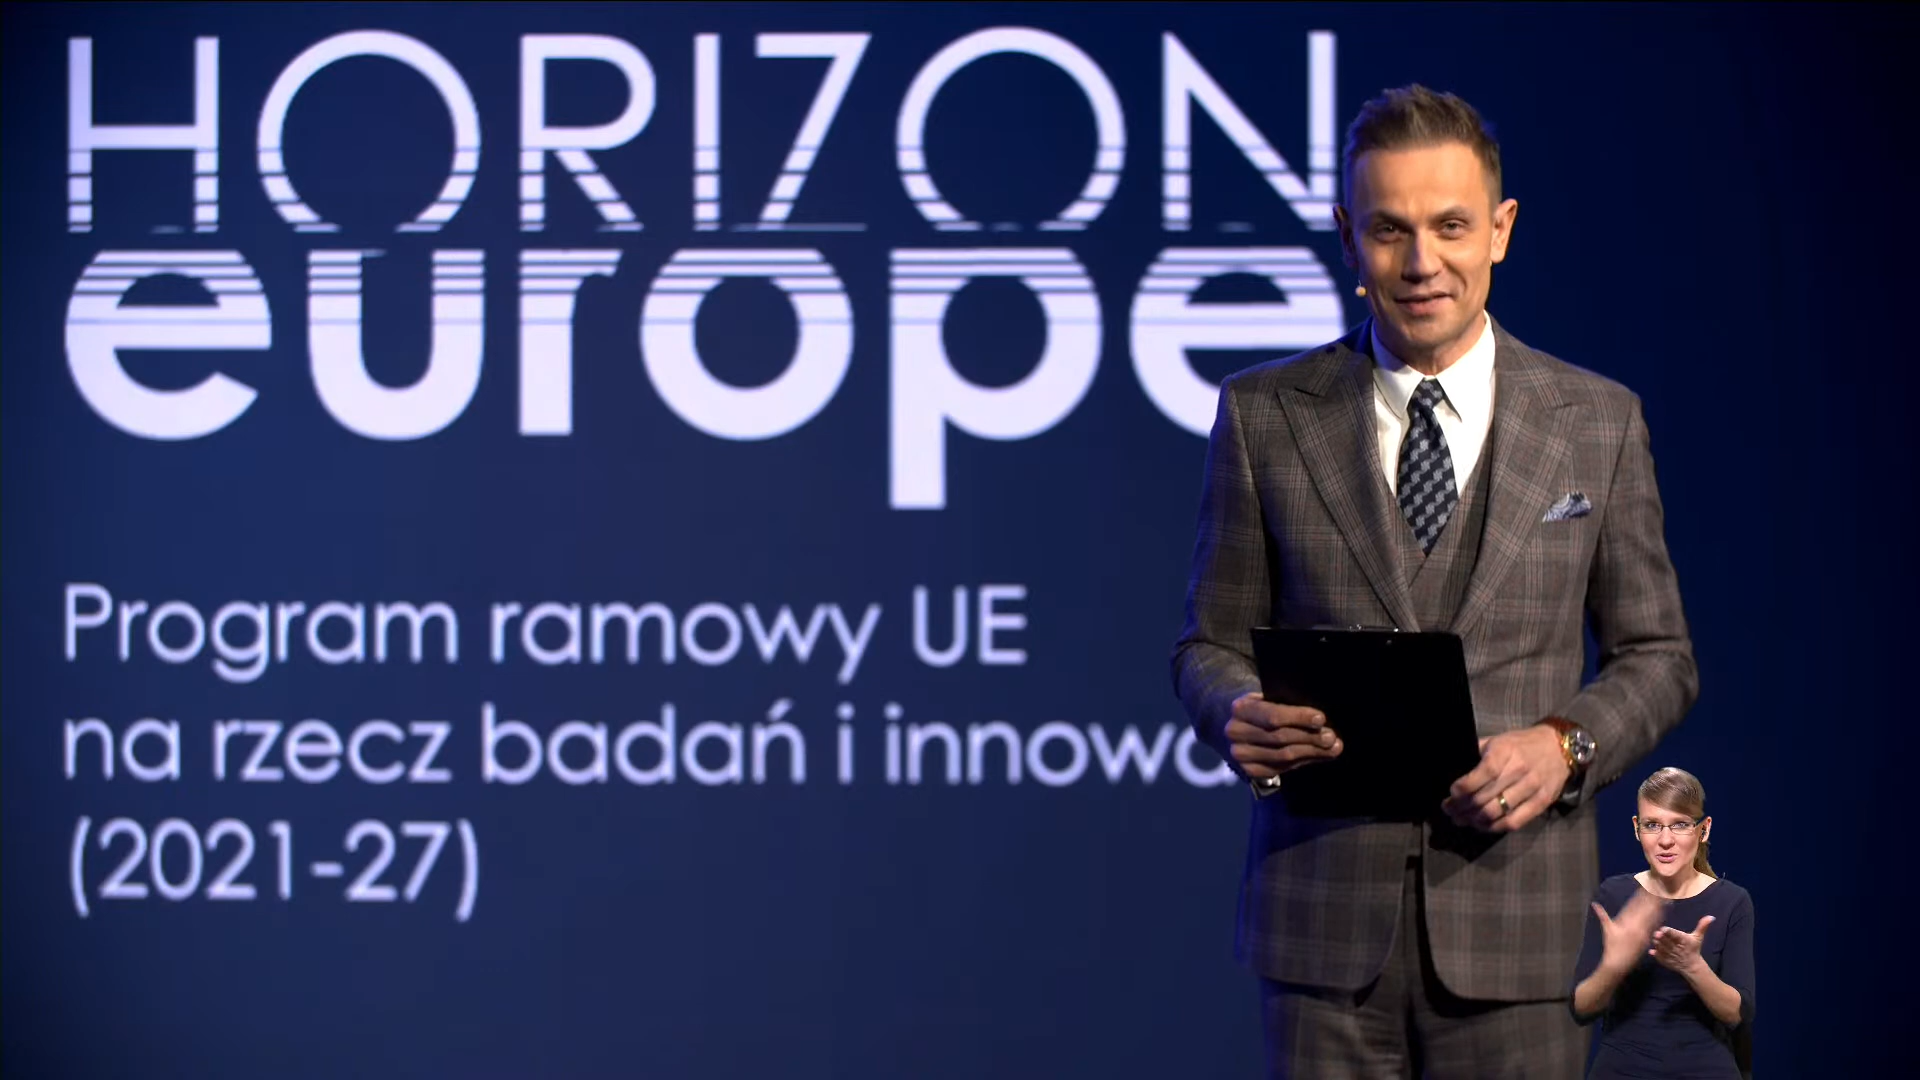 HORIZON
europe
Program ramowy UE
na rzecz badań i innowa
(2021-27)